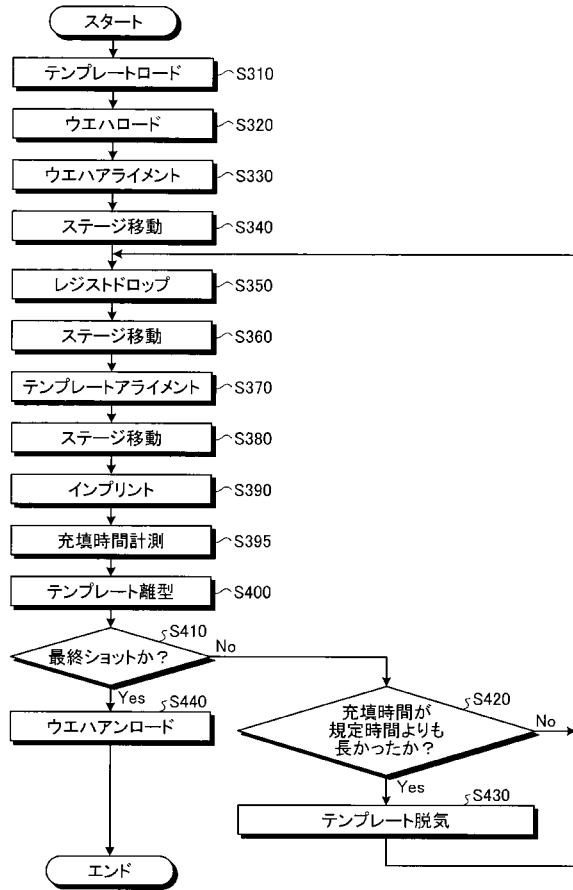 スタート
テンプレートロード S310
ウエハロード S320
ウエハアライメント S330
ステージ移動 S340
レジストドロップ S350
ステージ移動 S360
テンプレートアライメント S370
ステージ移動 S380
インプリント S390
充填時間計測 S395
テンプレート離型 S400
S410
最終ショットか？ No
Yes
S440
ウエハアンロード
S420
充填時間が
規定時間よりも
長かったか？
No
Yes
S430
テンプレート脱気
エンド